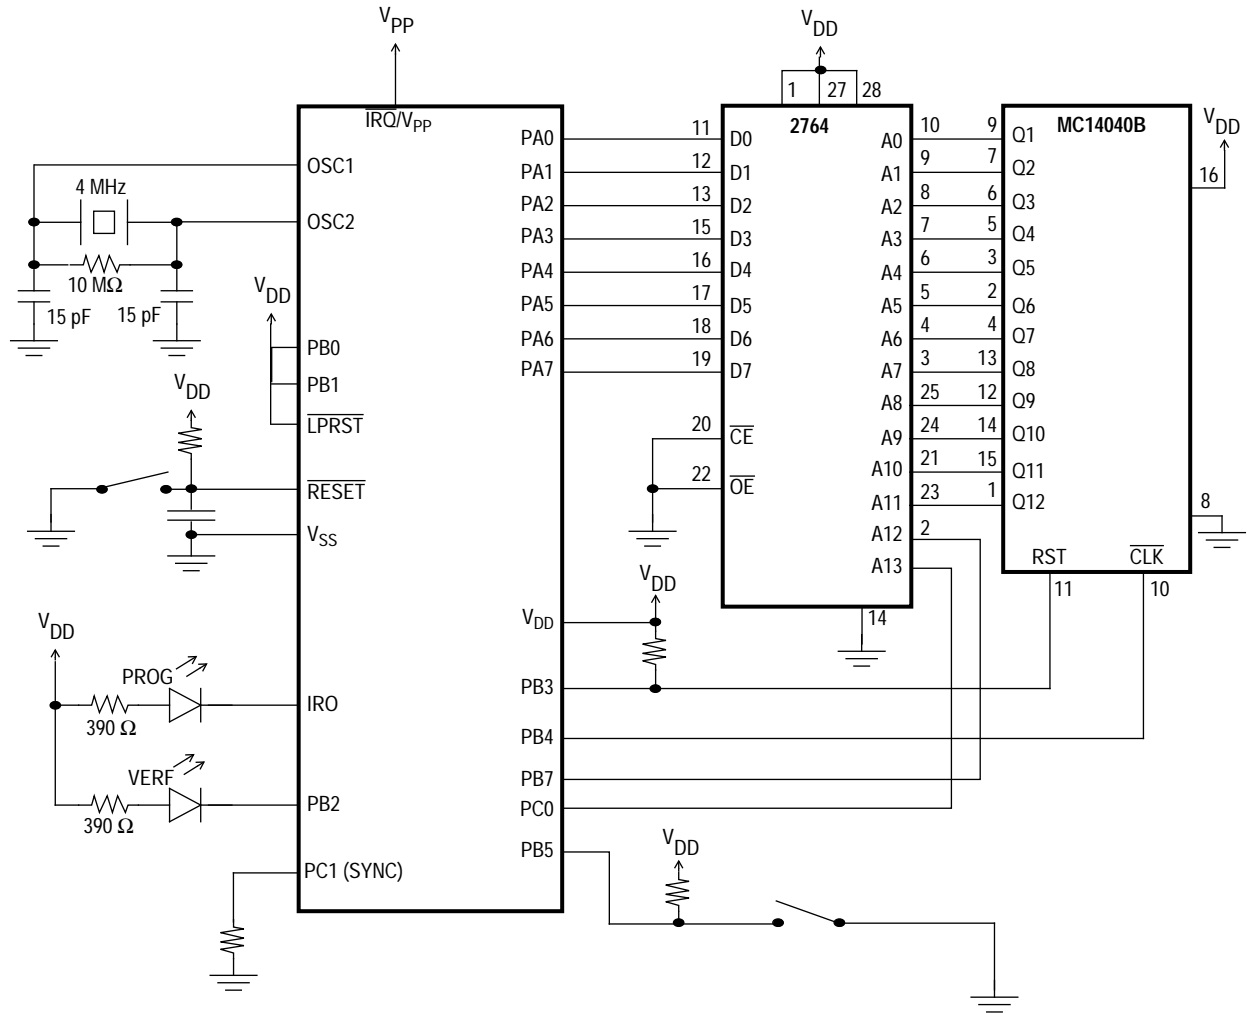 VPP
VDD
1 27 28
IRQ/VPP
2764
MC14040B
VDD
16
OSC1
4 MHz
OSC2
10 MΩ
15 pF 15 pF
VDD
PB0
PB1
LPRST
VDD
RESET
VSS
PA0 11 D0 A0 10 9 Q1
PA1 12 D1 A1 9 7 Q2
PA2 13 D2 A2 8 6 Q3
PA3 15 D3 A3 7 5 Q4
PA4 16 D4 A4 6 3 Q5
PA5 17 D5 A5 5 2 Q6
PA6 18 D6 A6 4 4 Q7
PA7 19 D7 A7 3 13 Q8
A8 25 12 Q9
20 CE A9 24 14 Q10
22 OE A10 21 15 Q11
A11 23 1 Q12
8
A12 2
A13
RST CLK
11 10
14
VDD
VDD
PB3
PB4
PB7
PC0
PB5
VDD
VDD
PROG
390 Ω
IRO
VERF
390 Ω
PB2
PC1 (SYNC)